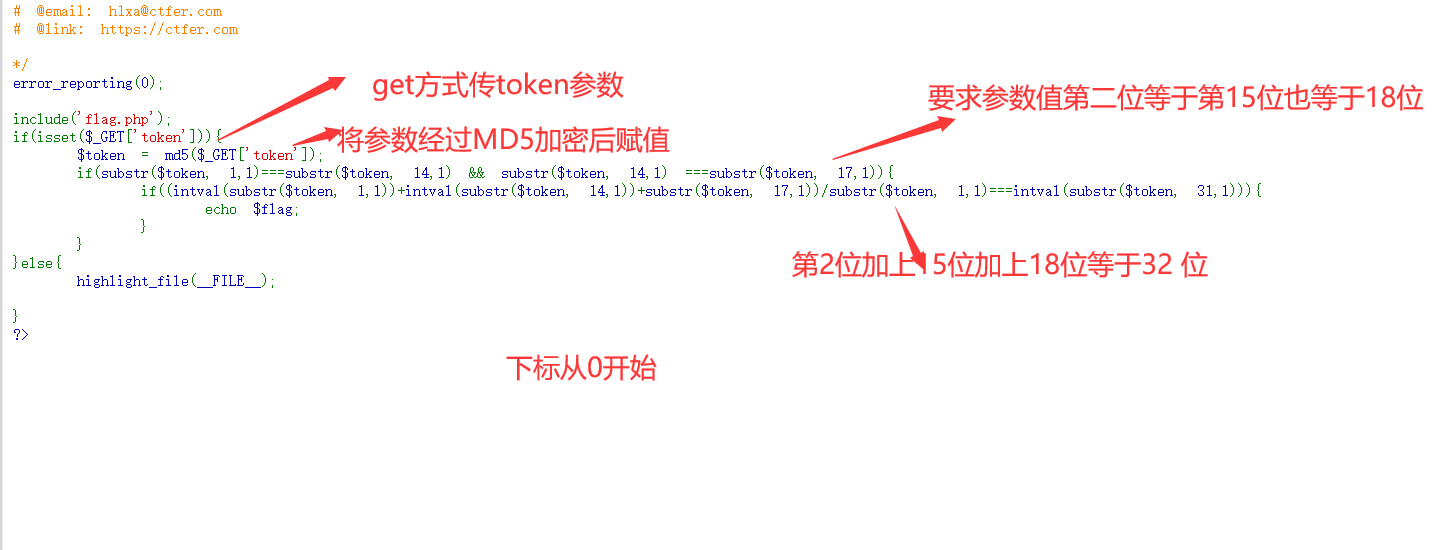 # @email: h1xa@ctfer.com
# @link: https://ctfer.com
*/
error_reporting(0);
get方式传token参数
要求参数值第二位等于第15位也等于18位
include('flag.php');
if(isset($_GET['token'])){
将参数经过MD5加密后赋值
$token = md5($_GET['token']);
if(substr($token, 1,1)===substr($token, 14,1) && substr($token, 14,1) ===substr($token, 17,1)){
if((intval(substr($token, 1,1))+intval(substr($token, 14,1))+substr($token, 17,1))/substr($token, 1,1)===intval(substr($token, 31,1))){
echo $flag;
}
}
第2位加上15位加上18位等于32 位
}else{
highlight_file(__FILE__);
}
?>
下标从0开始